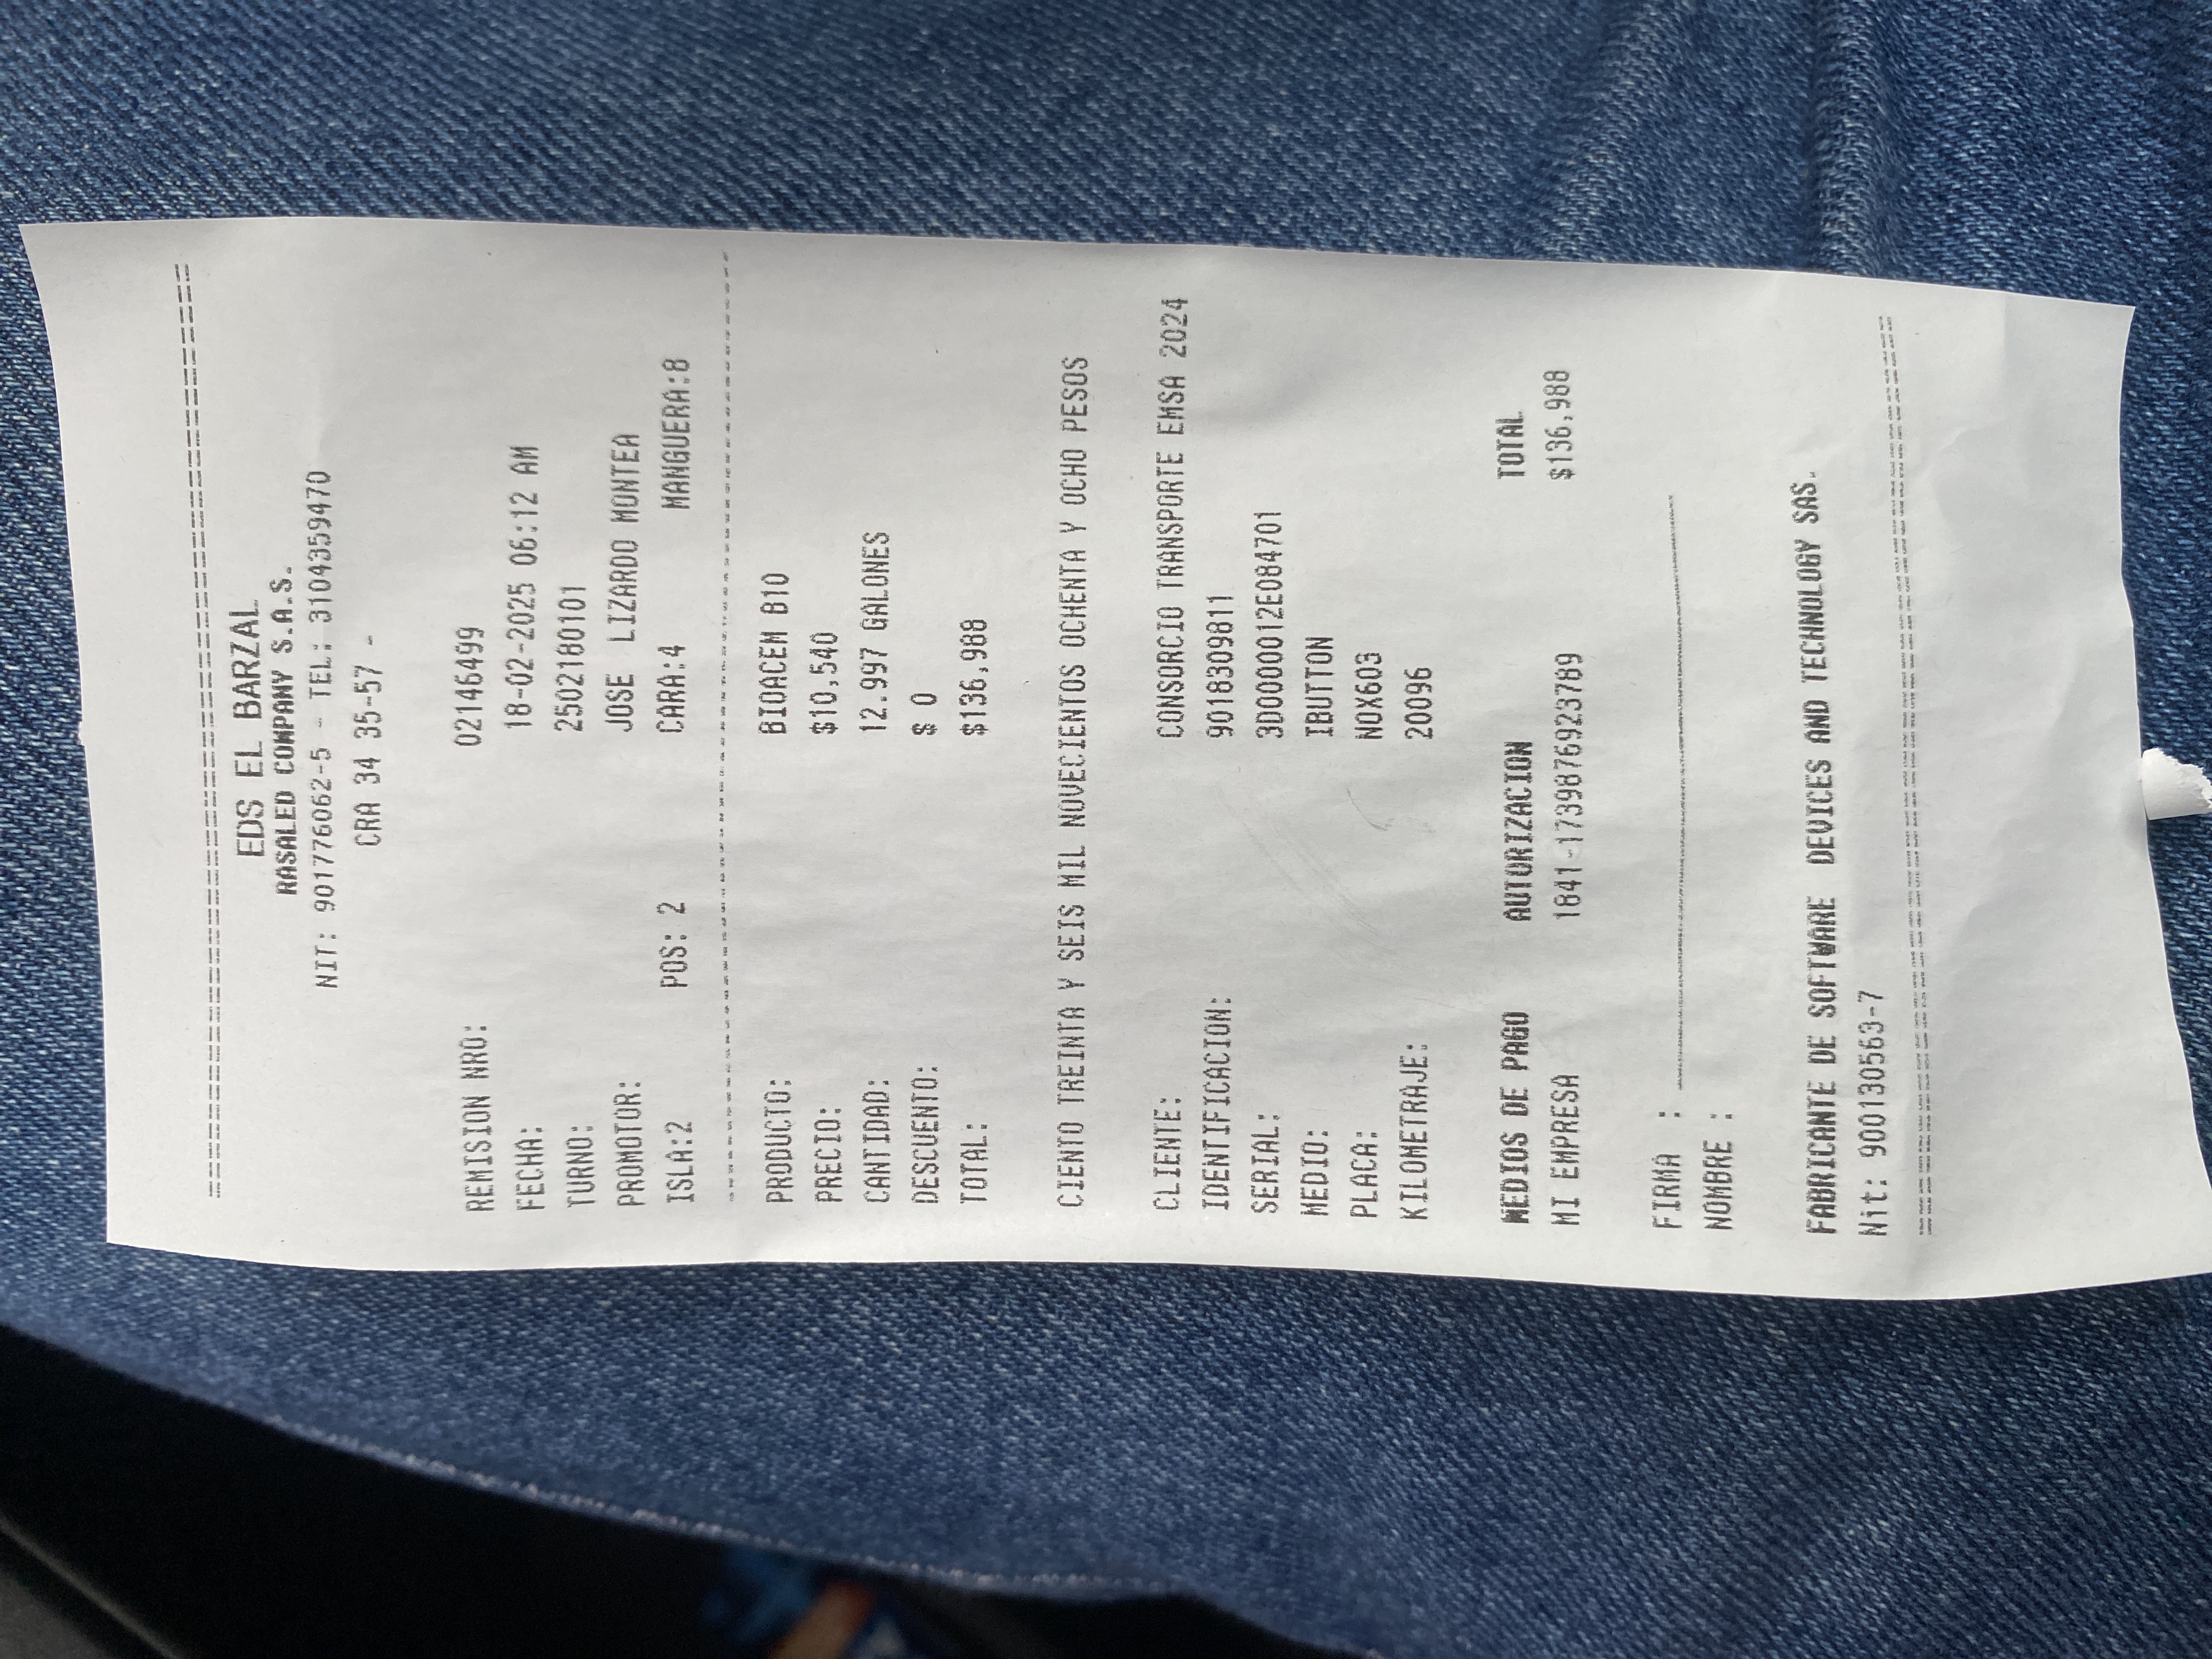 EDS EL BARZAL
RASALED COMPANY S.A.S.
NIT: 901776062-5 - TEL: 3104359470
CRA 34 35-57 -
REMISION NRO: 02146499
FECHA: 18-02-2025 06:12 AM
TURNO: 2502180101
PROMOTOR: JOSE LIZARDO MONTEA
ISLA:2 POS: 2 CARA:4 MANGUERA:8
PRODUCTO: BIOACEM B10
PRECIO: $10,540
CANTIDAD: 12.997 GALONES
DESCUENTO: $ 0
TOTAL: $136,988
CIENTO TREINTA Y SEIS MIL NOVECIENTOS OCHENTA Y OCHO PESOS
CLIENTE: CONSORCIO TRANSPORTE EMSA 2024
IDENTIFICACION: 9018309811
SERIAL: 3D000012E084701
MEDIO: IBUTTON
PLACA: NOX603
KILOMETRAJE: 20096
MEDIOS DE PAGO AUTORIZACION TOTAL
MI EMPRESA 1841-1739876923789 $136,988
FIRMA :
NOMBRE :
FABRICANTE DE SOFTWARE DEVICES AND TECHNOLOGY SAS.
Nit: 900130563-7